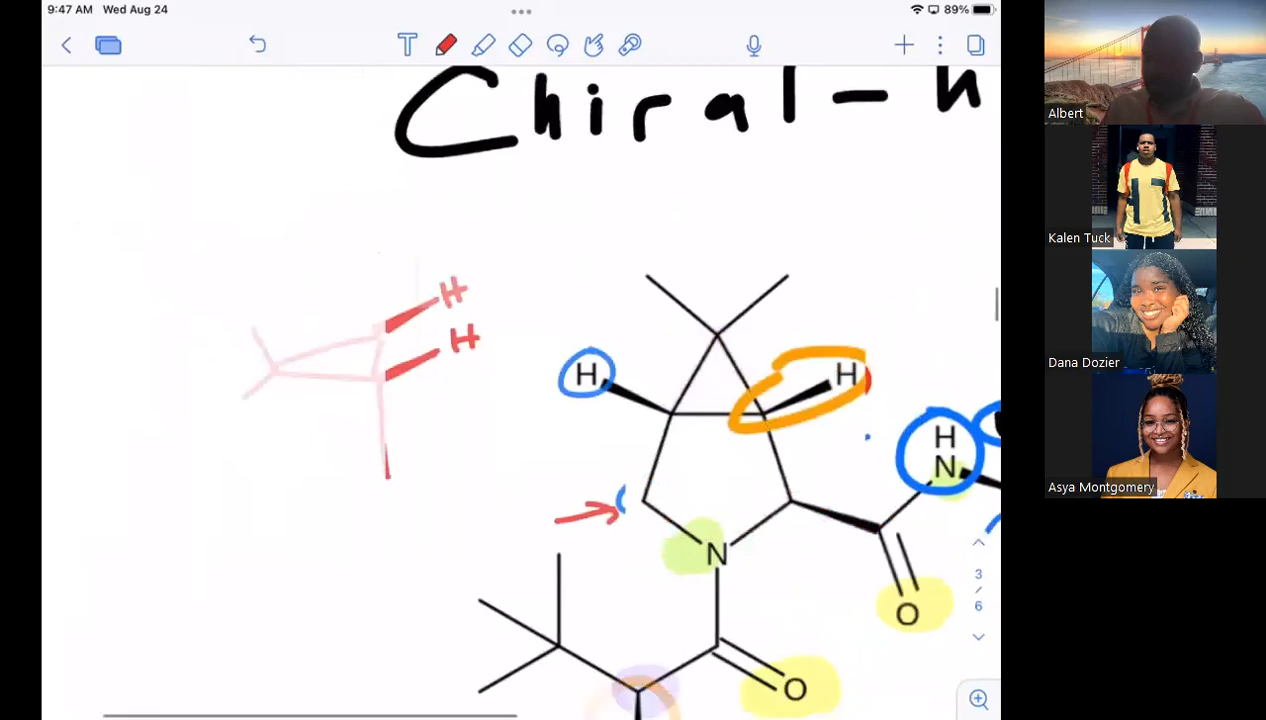 9:47 AM Wed Aug 24
89%
T
Chiral-
H
H
H
H
H
N
N
O
O
3
/
6
Albert
Kalen Tuck
Dana Dozier
Asya Montgomery